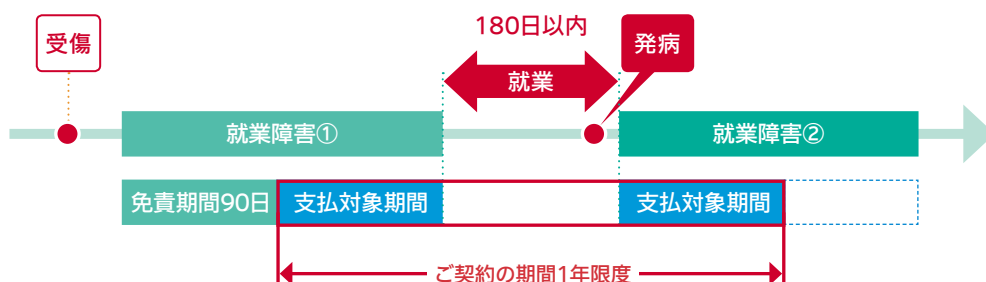 180日以内
受傷
発病
就業
就業障害①
就業障害②
免責期間90日
支払対象期間
支払対象期間
ご契約の期間1年限度